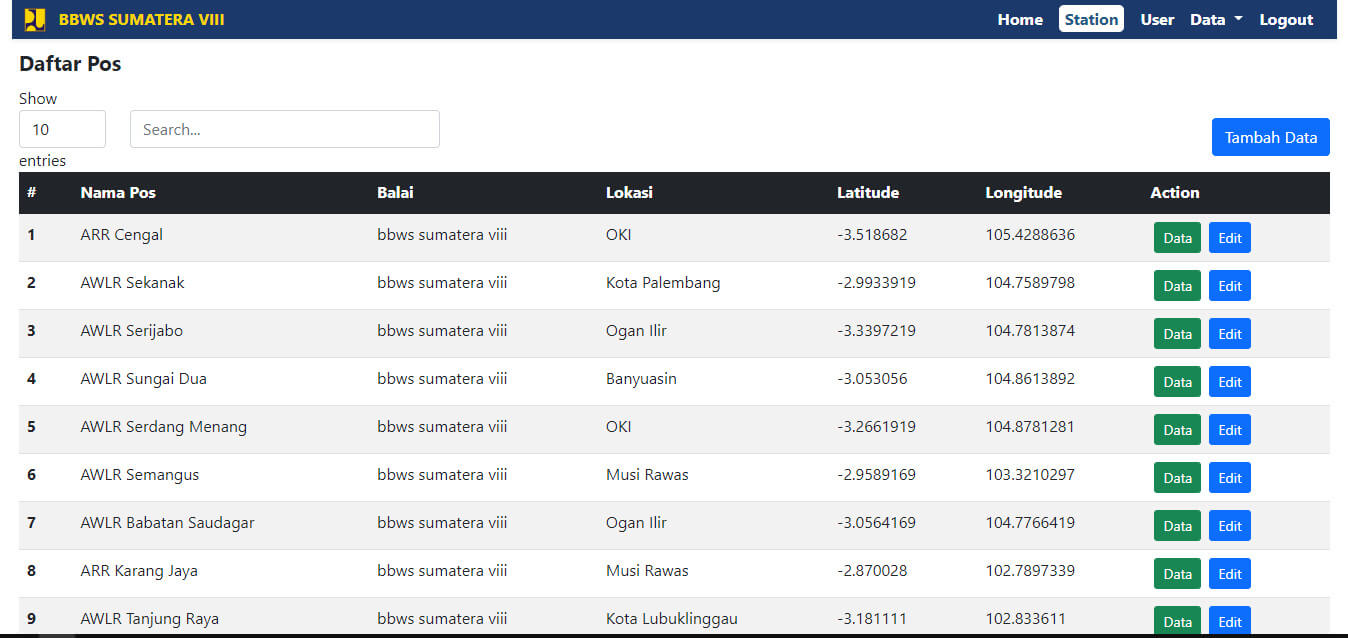 BBWS SUMATERA VIII Home Station User Data Logout
Daftar Pos
Show
10 Search...
Tambah Data
entries
# Nama Pos Balai Lokasi Latitude Longitude Action
1 ARR Cengal bbws sumatera viii OKI -3.518682 105.4288636 Data Edit
2 AWLR Sekanak bbws sumatera viii Kota Palembang -2.9933919 104.7589798 Data Edit
3 AWLR Serijabo bbws sumatera viii Ogan Ilir -3.3397219 104.7813874 Data Edit
4 AWLR Sungai Dua bbws sumatera viii Banyuasin -3.053056 104.8613892 Data Edit
5 AWLR Serdang Menang bbws sumatera viii OKI -3.2661919 104.8781281 Data Edit
6 AWLR Semangus bbws sumatera viii Musi Rawas -2.9589169 103.3210297 Data Edit
7 AWLR Babatan Saudagar bbws sumatera viii Ogan Ilir -3.0564169 104.7766419 Data Edit
8 ARR Karang Jaya bbws sumatera viii Musi Rawas -2.870028 102.7897339 Data Edit
9 AWLR Tanjung Raya bbws sumatera viii Kota Lubuklinggau -3.181111 102.833611 Data Edit